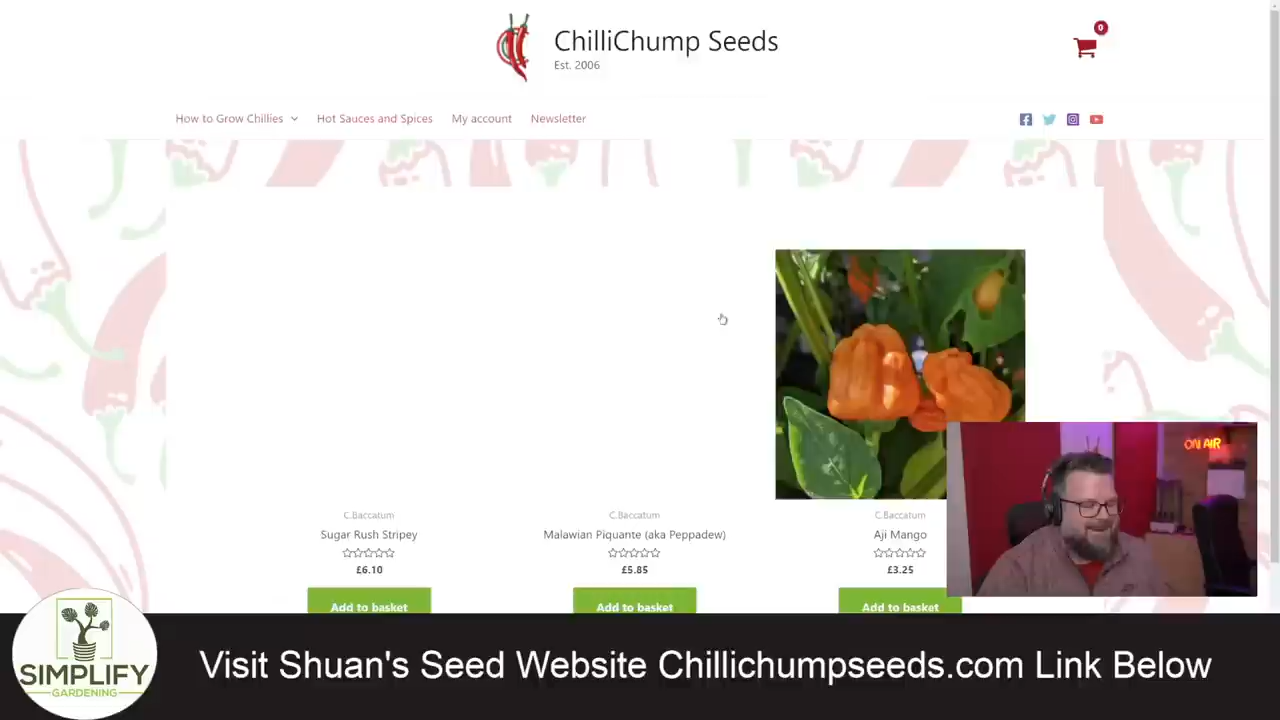 ChilliChump Seeds
Est. 2006
0
How to Grow Chillies Hot Sauces and Spices My account Newsletter
ON AIR
C.Baccatum C.Baccatum C.Baccatum
Sugar Rush Stripey Malawian Piquante (aka Peppadew) Aji Mango
£6.10 £5.85 £3.25
Add to basket Add to basket Add to basket
SIMPLIFY
GARDENING
Visit Shuan's Seed Website Chillichumpseeds.com Link Below